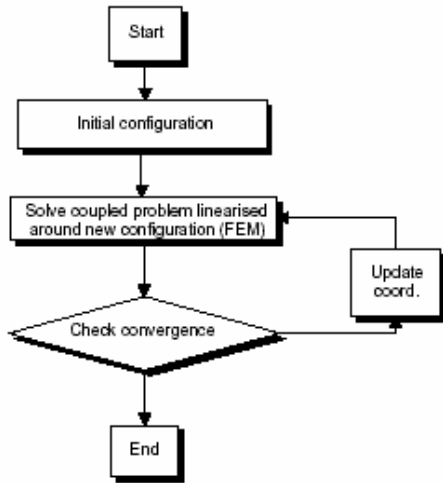 Start
Initial configuration
Solve coupled problem linearised
around new configuration (FEM)
Update
coord.
Check convergence
End